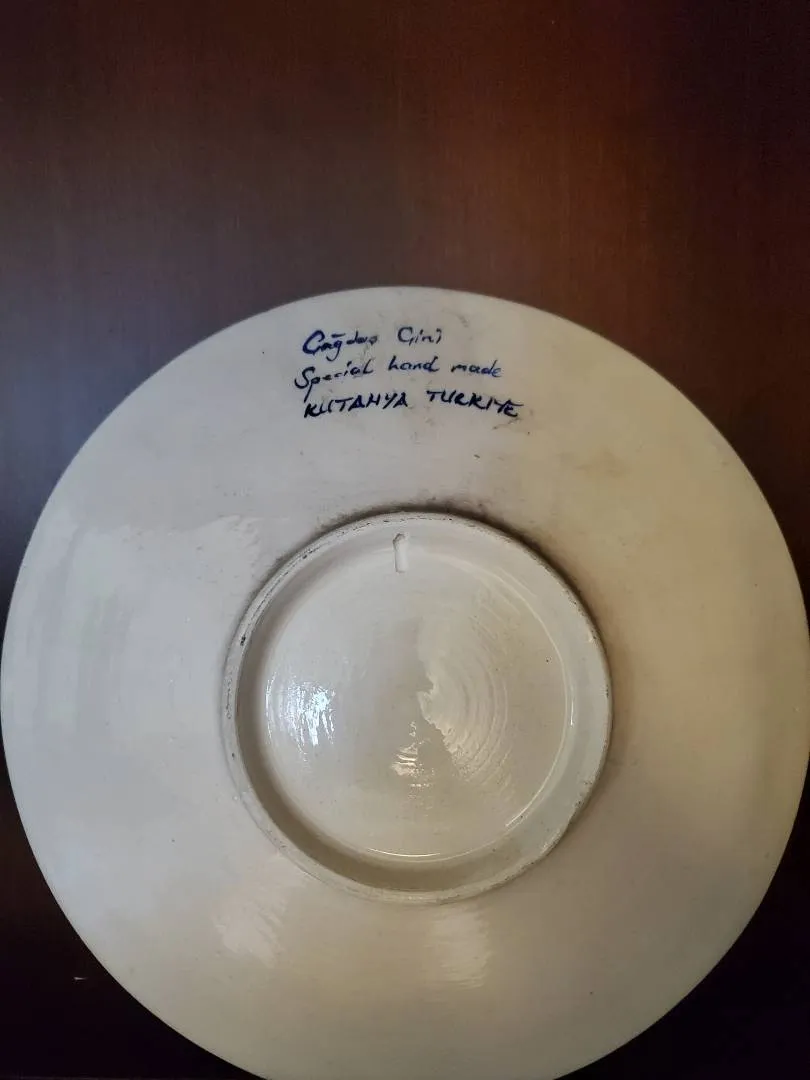 Çağdaş Çini
Special hand made
KUTAHYA TURKIYE